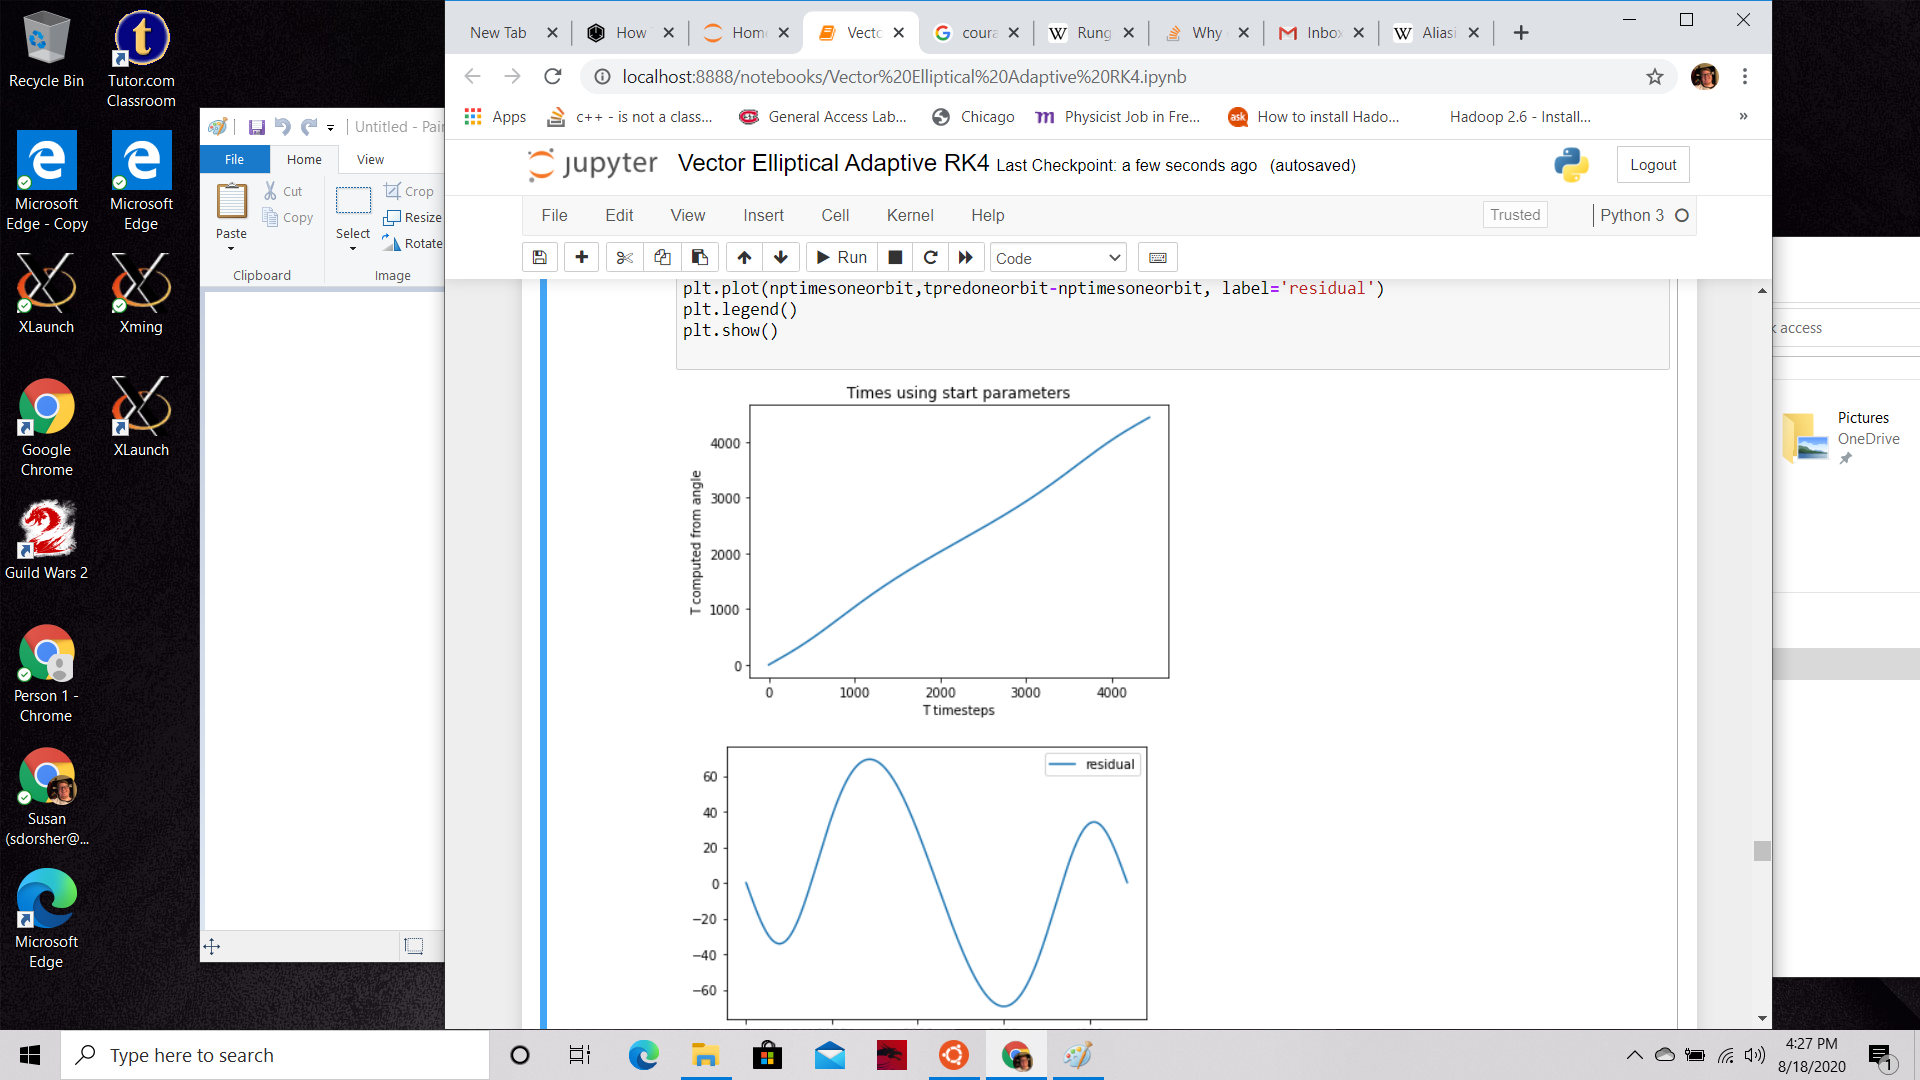 Recycle Bin
Tutor.com
Classroom
Microsoft
Edge - Copy
Microsoft
Edge
XLaunch
Xming
Google
Chrome
XLaunch
Guild Wars 2
Person 1 -
Chrome
Susan
(sdorsher@...
Microsoft
Edge
Untitled - Pai
File
Home
View
Paste
Cut
Copy
Clipboard
Select
Crop
Resize
Rotate
Image
New Tab
How
Home
Vecto
coura
Rung
Why
Inbo
Alias
localhost:8888/notebooks/Vector%20Elliptical%20Adaptive%20RK4.ipynb
Apps
c++ - is not a class...
General Access Lab...
Chicago
Physicist Job in Fre...
ask
How to install Hado...
Hadoop 2.6 - Install...
»
jupyter
Vector Elliptical Adaptive RK4 Last Checkpoint: a few seconds ago (autosaved)
Logout
File
Edit
View
Insert
Cell
Kernel
Help
Trusted
Python 3
Run
Code
plt.plot(nptimesoneorbit,tpredoneorbit-nptimesoneorbit, label='residual')
plt.legend()
plt.show()
Times using start parameters
T computed from angle
4000
3000
2000
1000
0
0 1000 2000 3000 4000
T timesteps
residual
60
40
20
0
−20
−40
−60
access
Pictures
OneDrive
Type here to search
4:27 PM
8/18/2020
1